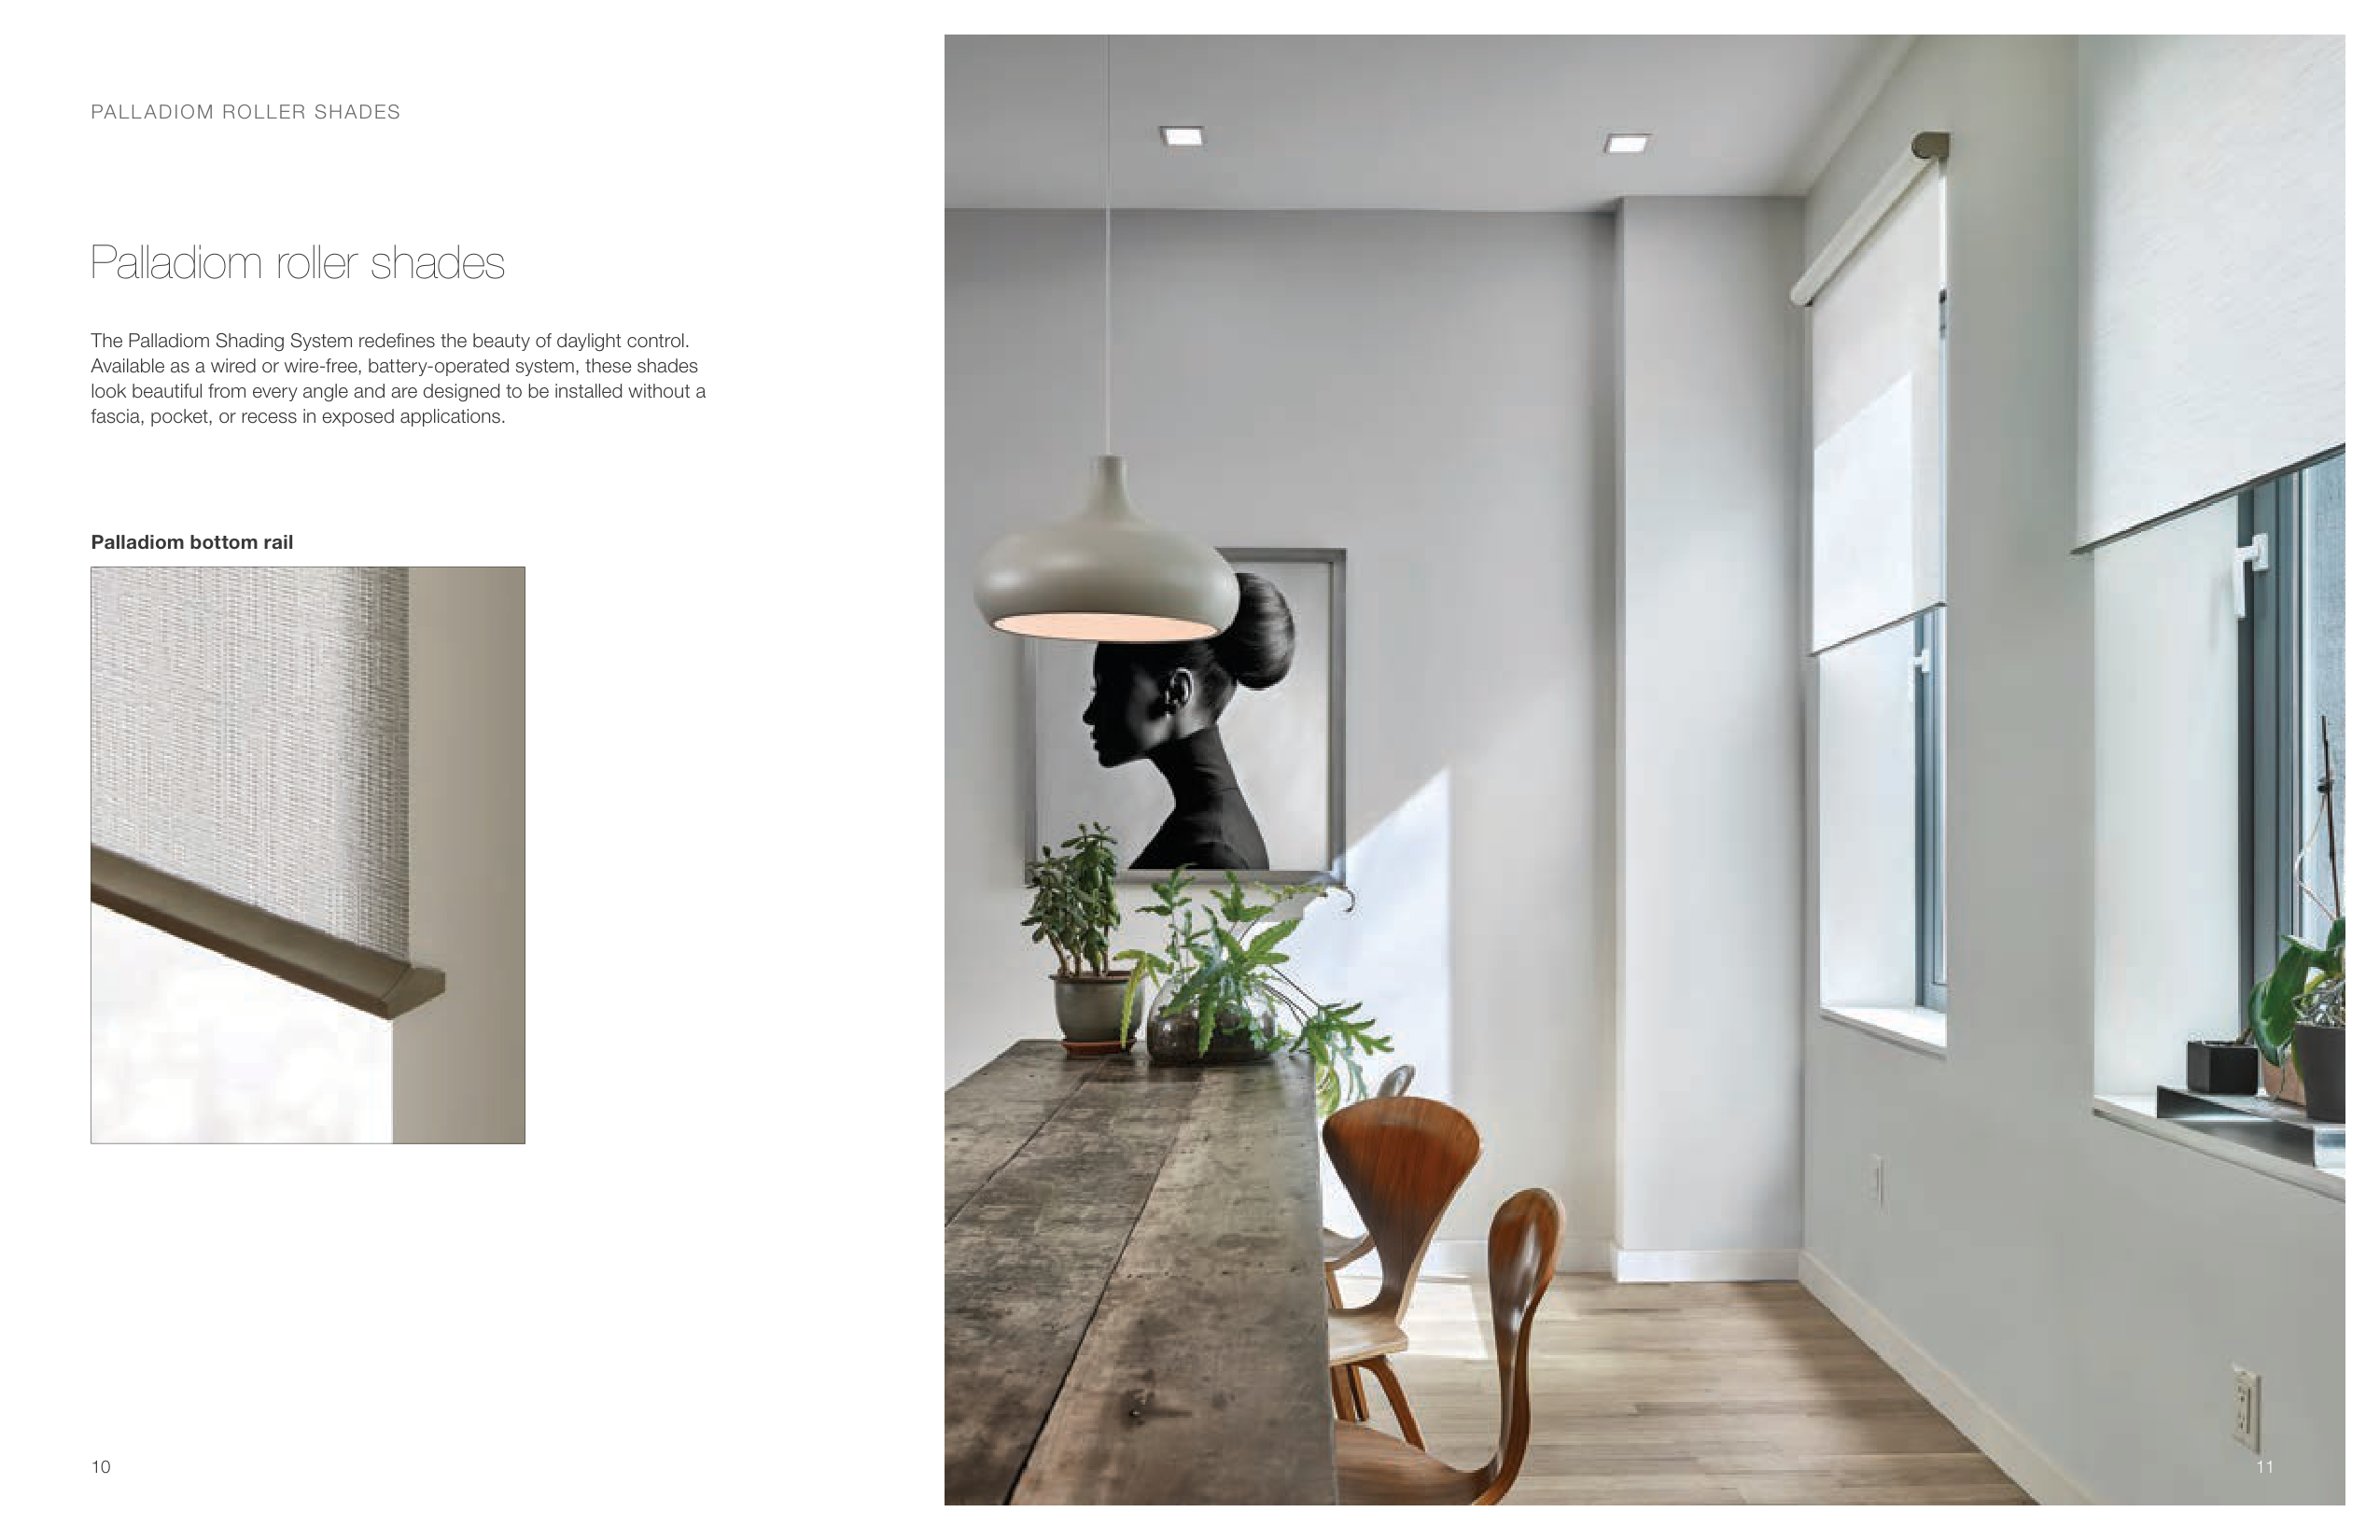 PALLADIOM ROLLER SHADES
Palladiom roller shades
The Palladiom Shading System redefines the beauty of daylight control.
Available as a wired or wire-free, battery-operated system, these shades
look beautiful from every angle and are designed to be installed without a
fascia, pocket, or recess in exposed applications.
Palladiom bottom rail
10
11